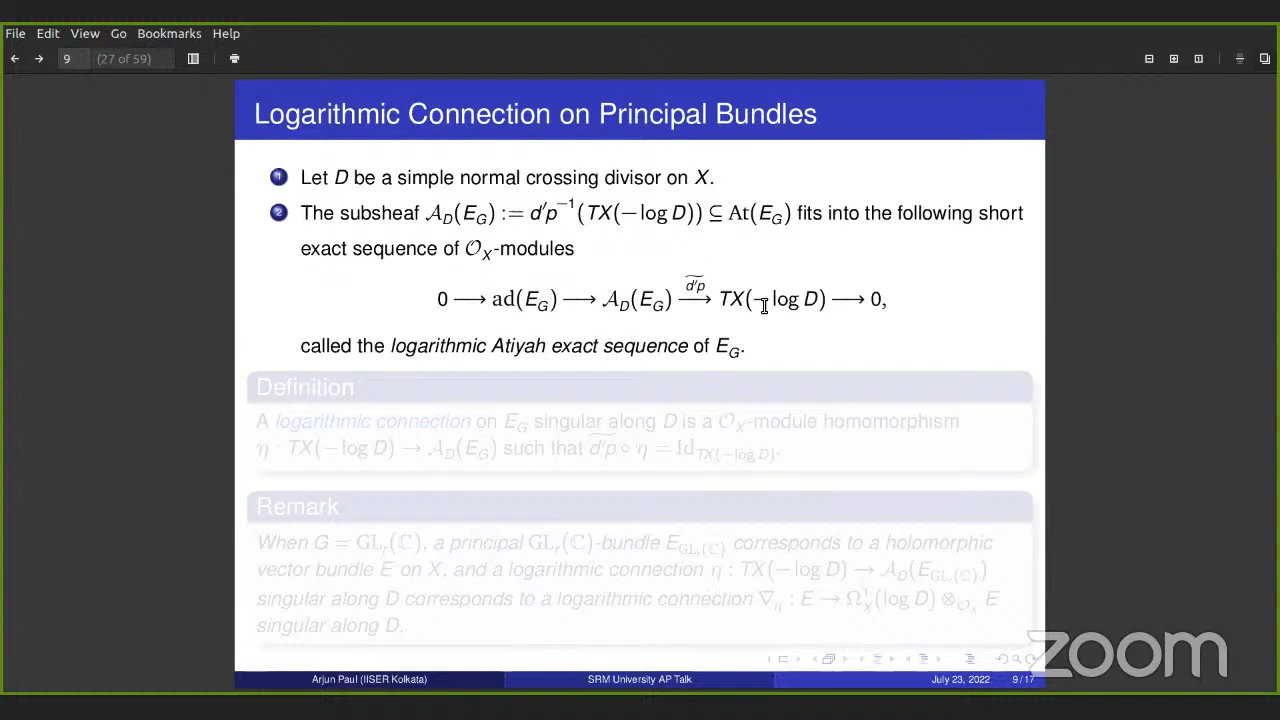 File Edit View Go Bookmarks Help
9 (27 of 59)
Logarithmic Connection on Principal Bundles
1 Let D be a simple normal crossing divisor on X.
2 The subsheaf 𝒜_D(E_G) := d′p⁻¹(TX(−log D)) ⊆ At(E_G) fits into the following short
exact sequence of 𝒪_X-modules
0 ⟶ ad(E_G) ⟶ 𝒜_D(E_G) \xrightarrow{\widetilde{d′p}} TX(−log D) ⟶ 0,
called the logarithmic Atiyah exact sequence of E_G.
Definition
A logarithmic connection on E_G singular along D is a 𝒪_X-module homomorphism
η : TX(−log D) → 𝒜_D(E_G) such that \widetilde{d′p} ∘ η = Id_{TX(−log D)}.
Remark
When G = GL_r(ℂ), a principal GL_r(ℂ)-bundle E_{GL_r(ℂ)} corresponds to a holomorphic
vector bundle E on X, and a logarithmic connection η : TX(−log D) → 𝒜_D(E_{GL_r(ℂ)})
singular along D corresponds to a logarithmic connection ∇_η : E → Ω¹_X(log D) ⊗_{𝒪_X} E
singular along D.
zoom
Arjun Paul (IISER Kolkata) SRM University AP Talk July 23, 2022 9/17